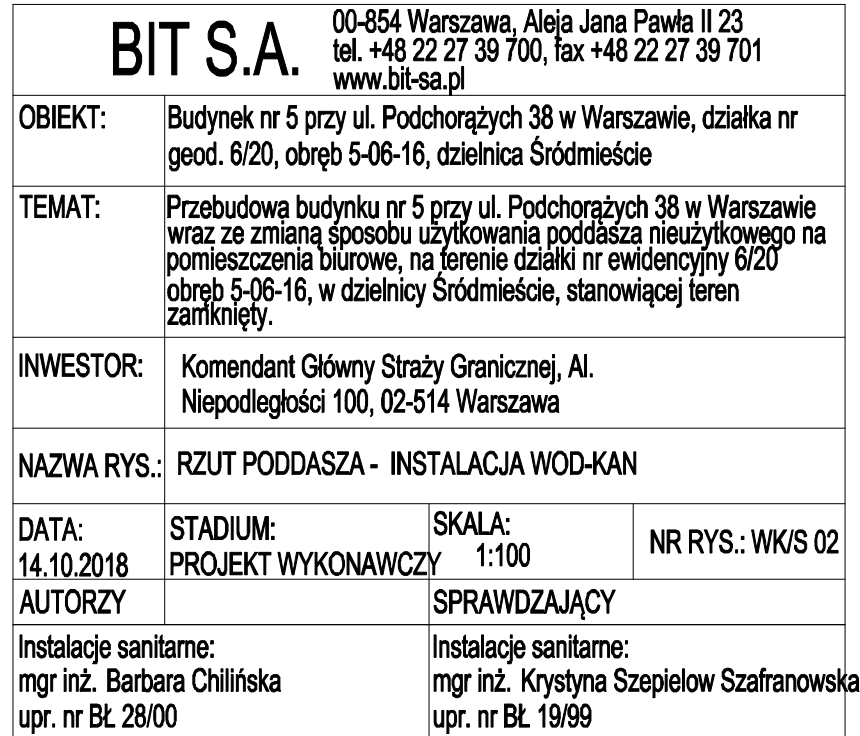 BIT S.A.
00-854 Warszawa, Aleja Jana Pawła II 23
tel. +48 22 27 39 700, fax +48 22 27 39 701
www.bit-sa.pl
OBIEKT:
Budynek nr 5 przy ul. Podchorążych 38 w Warszawie, działka nr
geod. 6/20, obręb 5-06-16, dzielnica Śródmieście
TEMAT:
Przebudowa budynku nr 5 przy ul. Podchorążych 38 w Warszawie
wraz ze zmianą sposobu użytkowania poddasza nieużytkowego na
pomieszczenia biurowe, na terenie działki nr ewidencyjny 6/20
obręb 5-06-16, w dzielnicy Śródmieście, stanowiącej teren
zamknięty.
INWESTOR:
Komendant Główny Straży Granicznej, Al.
Niepodległości 100, 02-514 Warszawa
NAZWA RYS.: RZUT PODDASZA - INSTALACJA WOD-KAN
DATA:
14.10.2018
STADIUM:
PROJEKT WYKONAWCZY
SKALA:
1:100
NR RYS.: WK/S 02
AUTORZY
SPRAWDZAJĄCY
Instalacje sanitarne:
mgr inż. Barbara Chilińska
upr. nr BŁ 28/00
Instalacje sanitarne:
mgr inż. Krystyna Szepielow Szafranowska
upr. nr BŁ 19/99